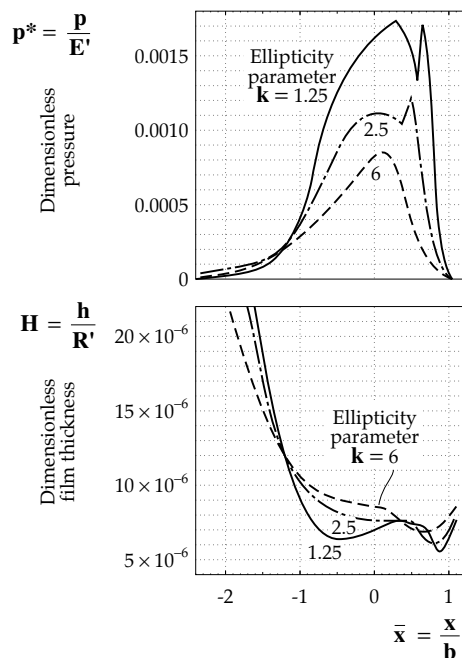 p* = p / E'
Dimensionless
pressure
0.0015
0.0010
0.0005
0
Ellipticity
parameter
k = 1.25
2.5
6
H = h / R'
Dimensionless
film thickness
20 × 10⁻⁶
15 × 10⁻⁶
10 × 10⁻⁶
5 × 10⁻⁶
Ellipticity
parameter
k = 6
2.5
1.25
-2 -1 0 1
x̄ = x / b